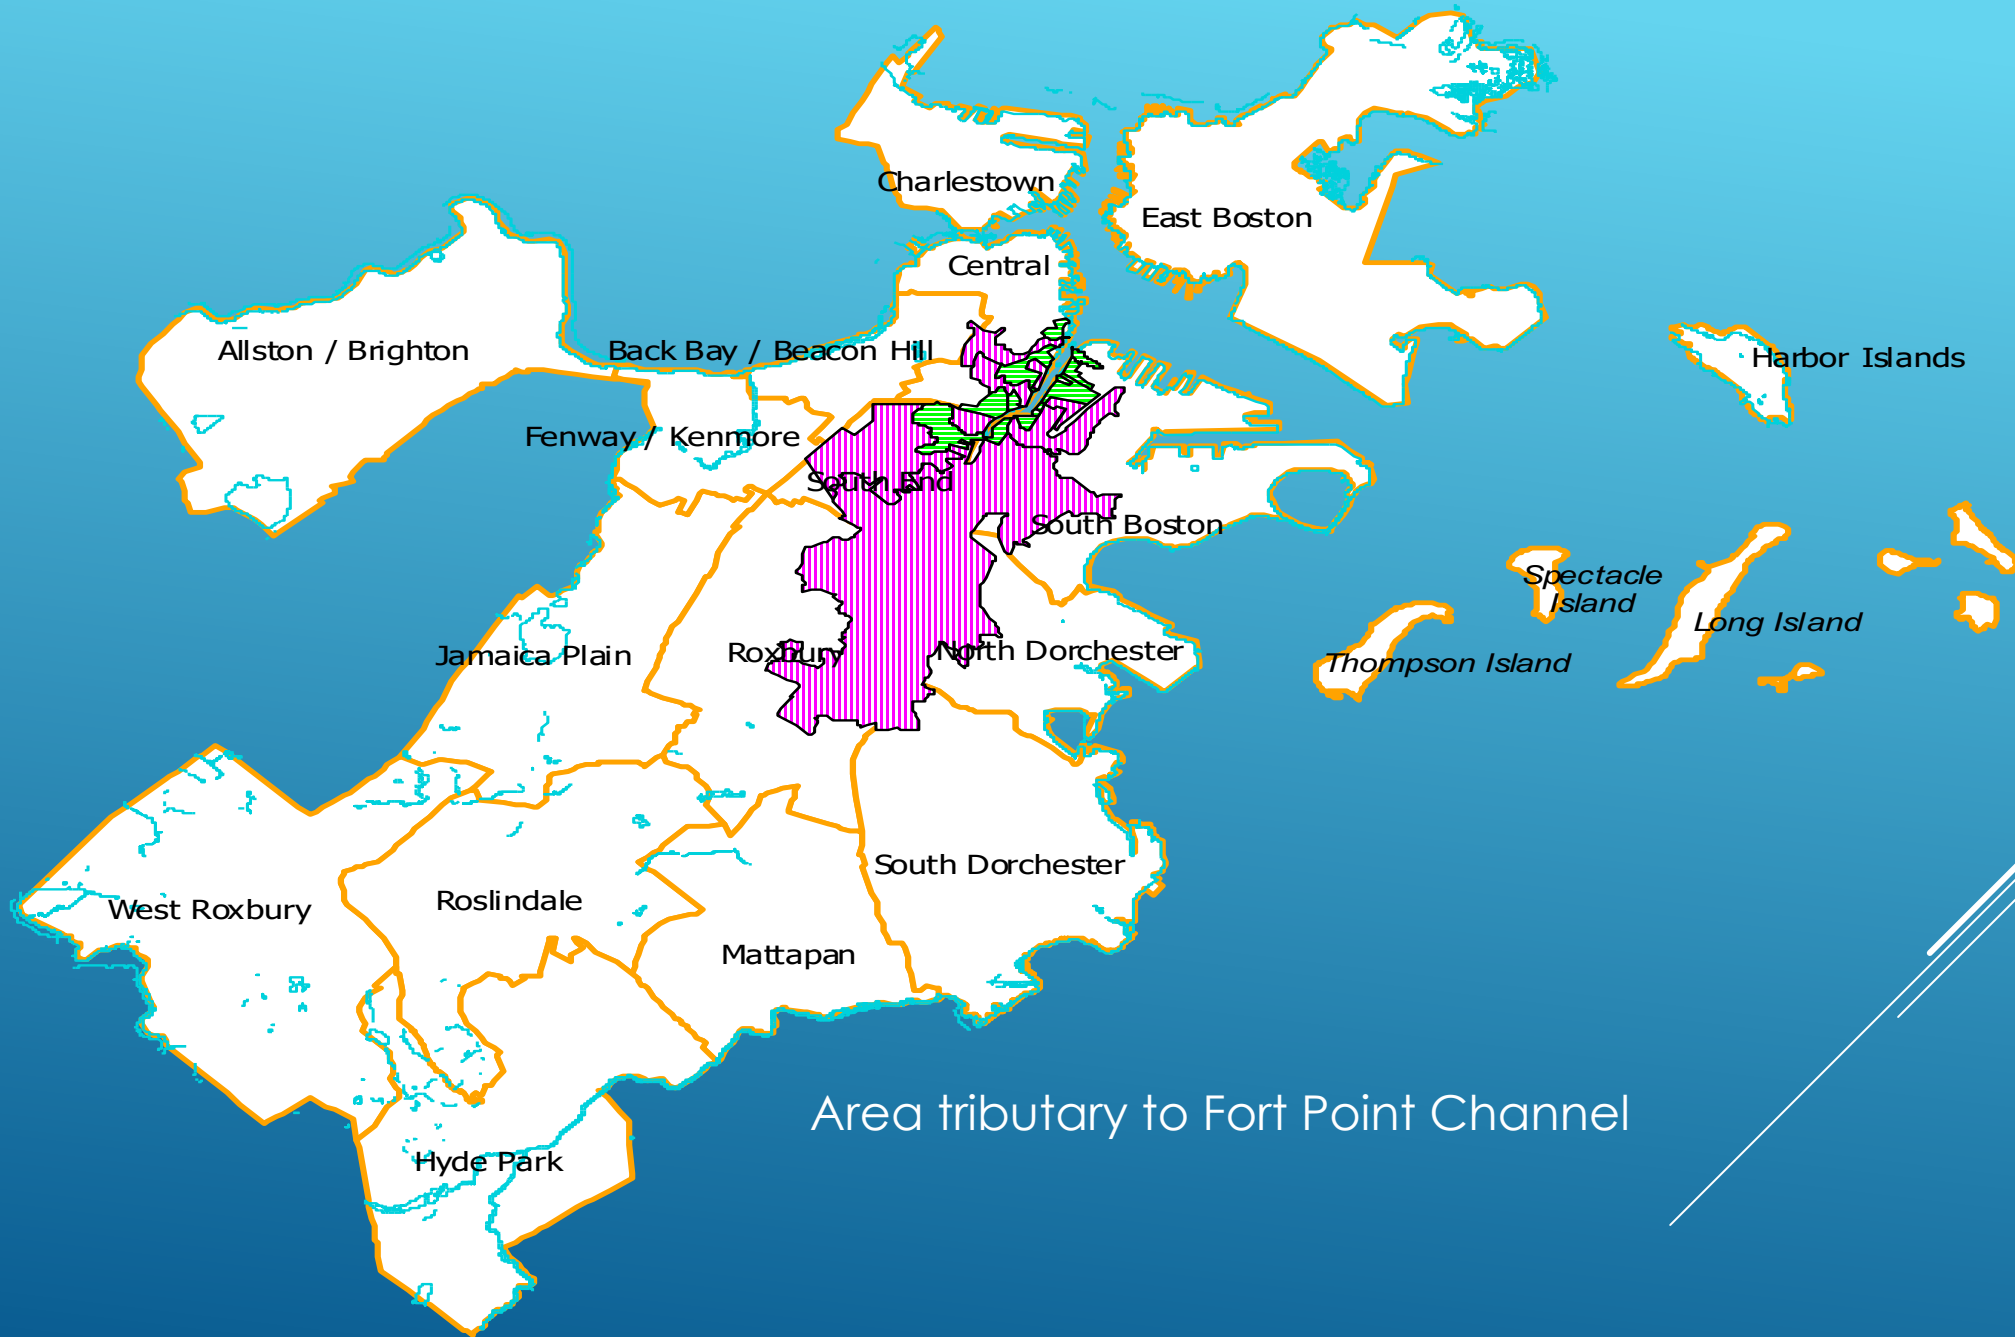 Charlestown
East Boston
Central
Allston / Brighton
Back Bay / Beacon Hill
Harbor Islands
Fenway / Kenmore
South End
South Boston
Spectacle
Island
Long Island
Jamaica Plain
Roxbury
North Dorchester
Thompson Island
South Dorchester
West Roxbury
Roslindale
Mattapan
Area tributary to Fort Point Channel
Hyde Park